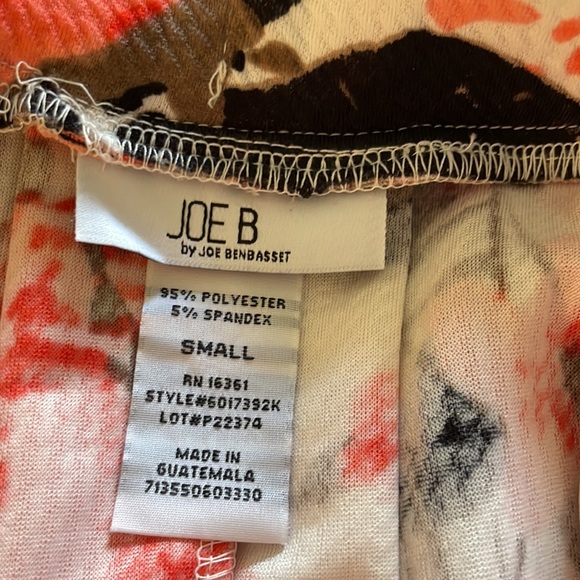 JOE B
by JOE BENBASSET
95% POLYESTER
5% SPANDEX
SMALL
RN 16361
STYLE#6017392K
LOT#P22374
MADE IN
GUATEMALA
713550603330